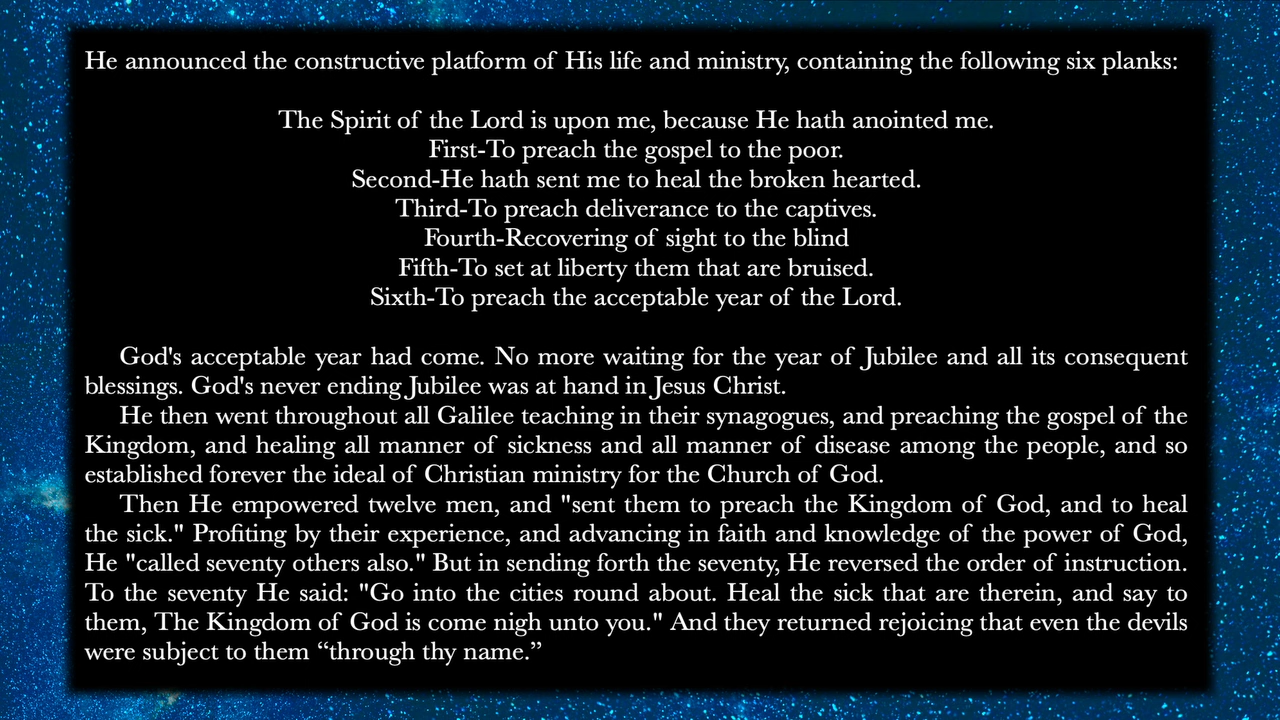 He announced the constructive platform of His life and ministry, containing the following six planks:
The Spirit of the Lord is upon me, because He hath anointed me.
First-To preach the gospel to the poor.
Second-He hath sent me to heal the broken hearted.
Third-To preach deliverance to the captives.
Fourth-Recovering of sight to the blind
Fifth-To set at liberty them that are bruised.
Sixth-To preach the acceptable year of the Lord.
God's acceptable year had come. No more waiting for the year of Jubilee and all its consequent
blessings. God's never ending Jubilee was at hand in Jesus Christ.
He then went throughout all Galilee teaching in their synagogues, and preaching the gospel of the
Kingdom, and healing all manner of sickness and all manner of disease among the people, and so
established forever the ideal of Christian ministry for the Church of God.
Then He empowered twelve men, and "sent them to preach the Kingdom of God, and to heal
the sick." Profiting by their experience, and advancing in faith and knowledge of the power of God,
He "called seventy others also." But in sending forth the seventy, He reversed the order of instruction.
To the seventy He said: "Go into the cities round about. Heal the sick that are therein, and say to
them, The Kingdom of God is come nigh unto you." And they returned rejoicing that even the devils
were subject to them “through thy name.”